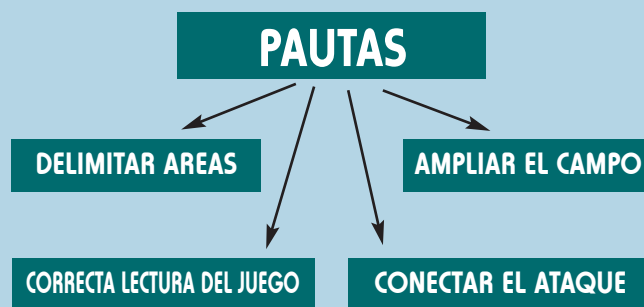 PAUTAS
DELIMITAR AREAS
AMPLIAR EL CAMPO
CORRECTA LECTURA DEL JUEGO
CONECTAR EL ATAQUE